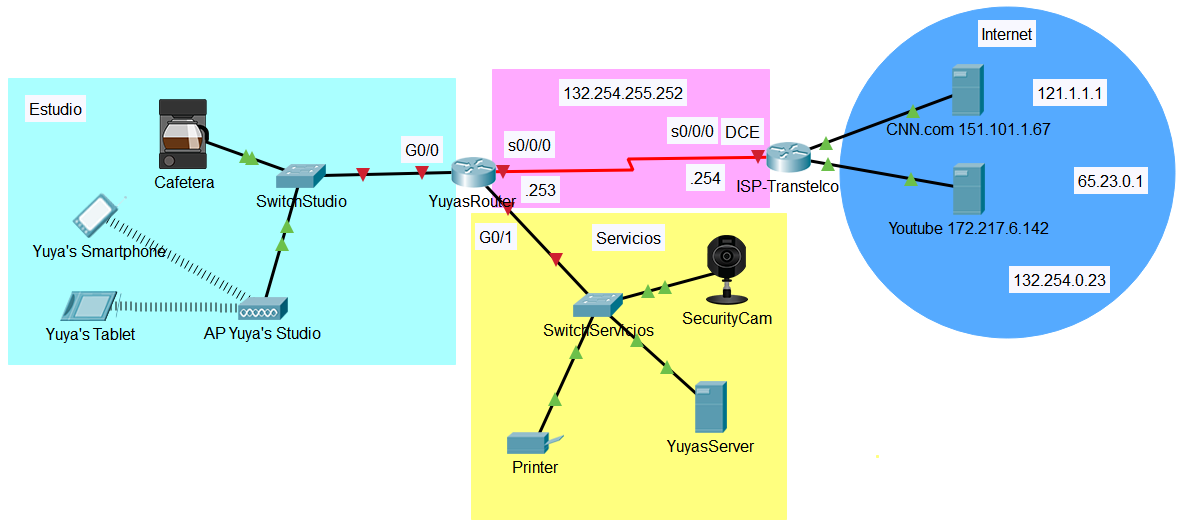 Internet
Estudio
132.254.255.252
121.1.1.1
CNN.com 151.101.1.67
s0/0/0 DCE
G0/0
s0/0/0
Cafetera
SwitchStudio
YuyasRouter
.253
.254
ISP-Transtelco
65.23.0.1
Youtube 172.217.6.142
G0/1
Servicios
Yuya's Smartphone
132.254.0.23
SecurityCam
Yuya's Tablet
AP Yuya's Studio
SwitchServicios
YuyasServer
Printer